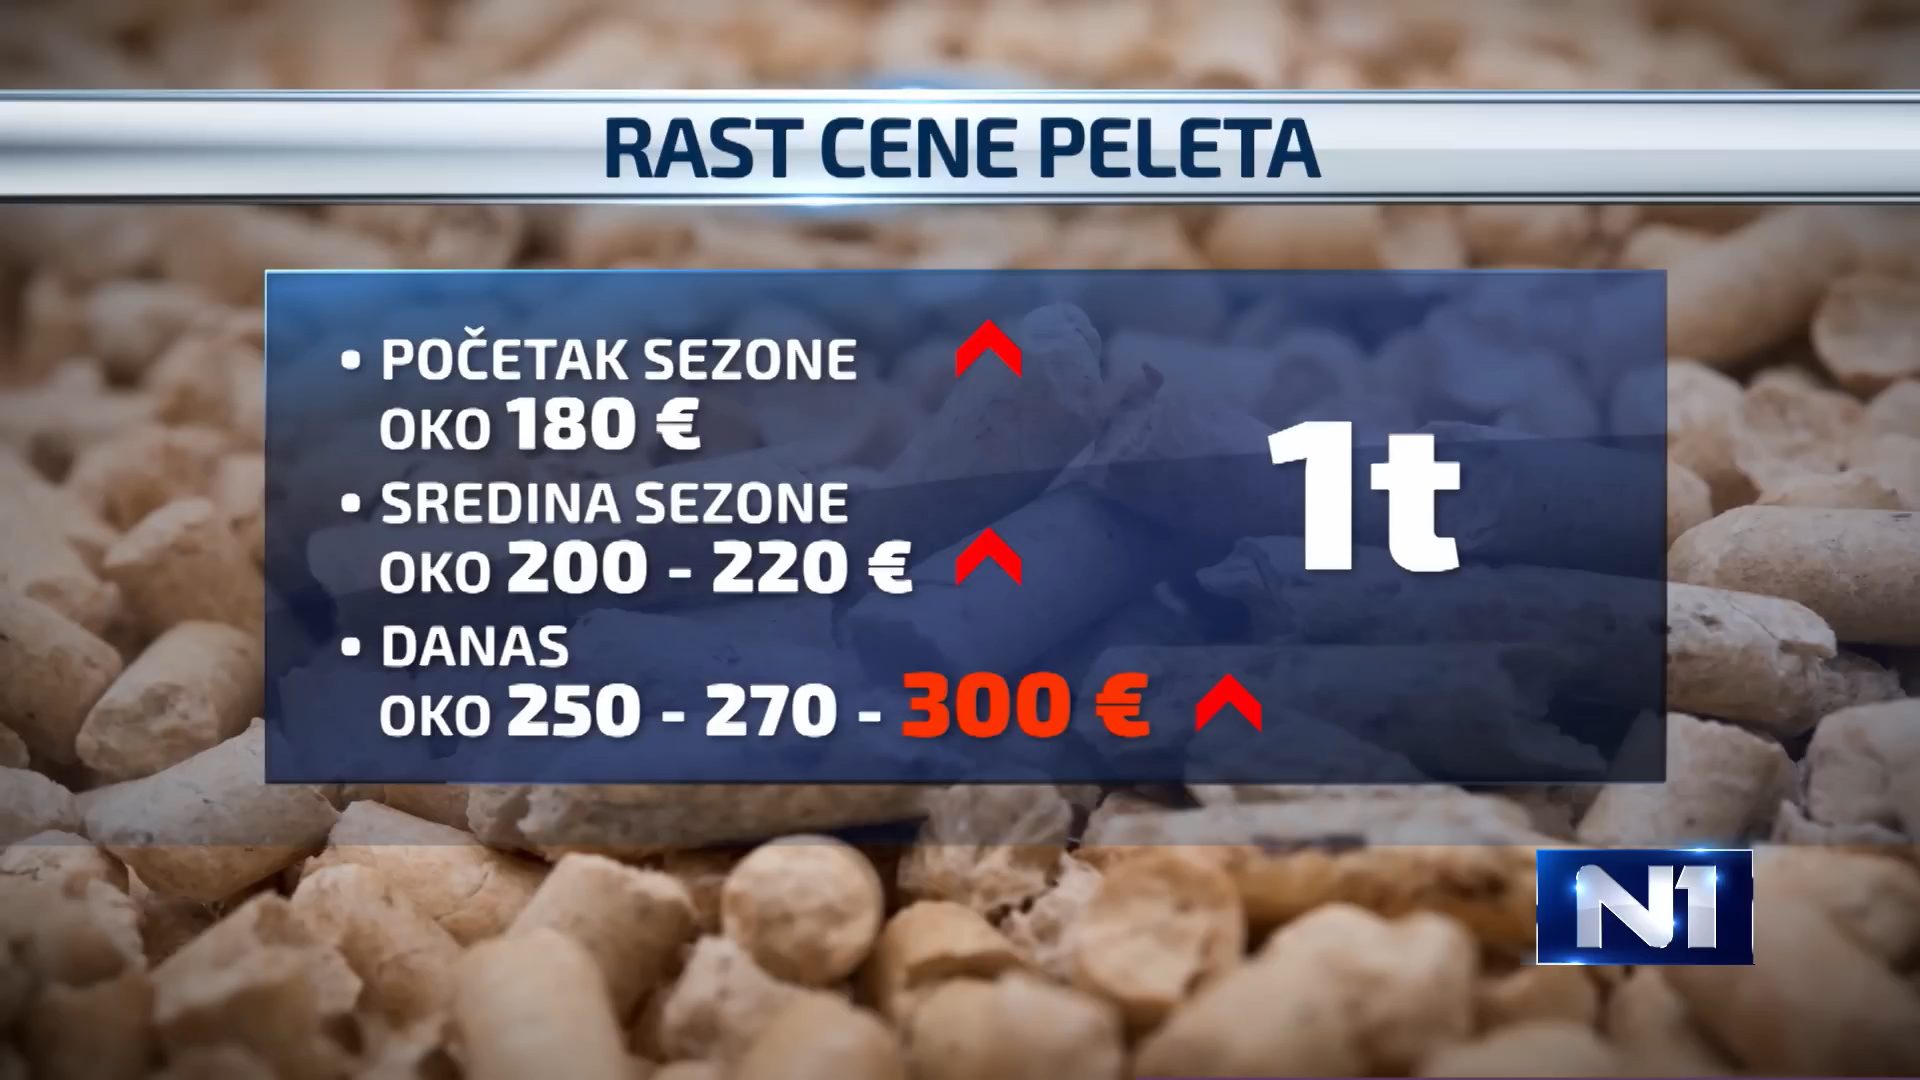 RAST CENE PELETA
• POČETAK SEZONE
OKO 180 €
• SREDINA SEZONE
OKO 200 - 220 €
• DANAS
OKO 250 - 270 - 300 €
1t
N1